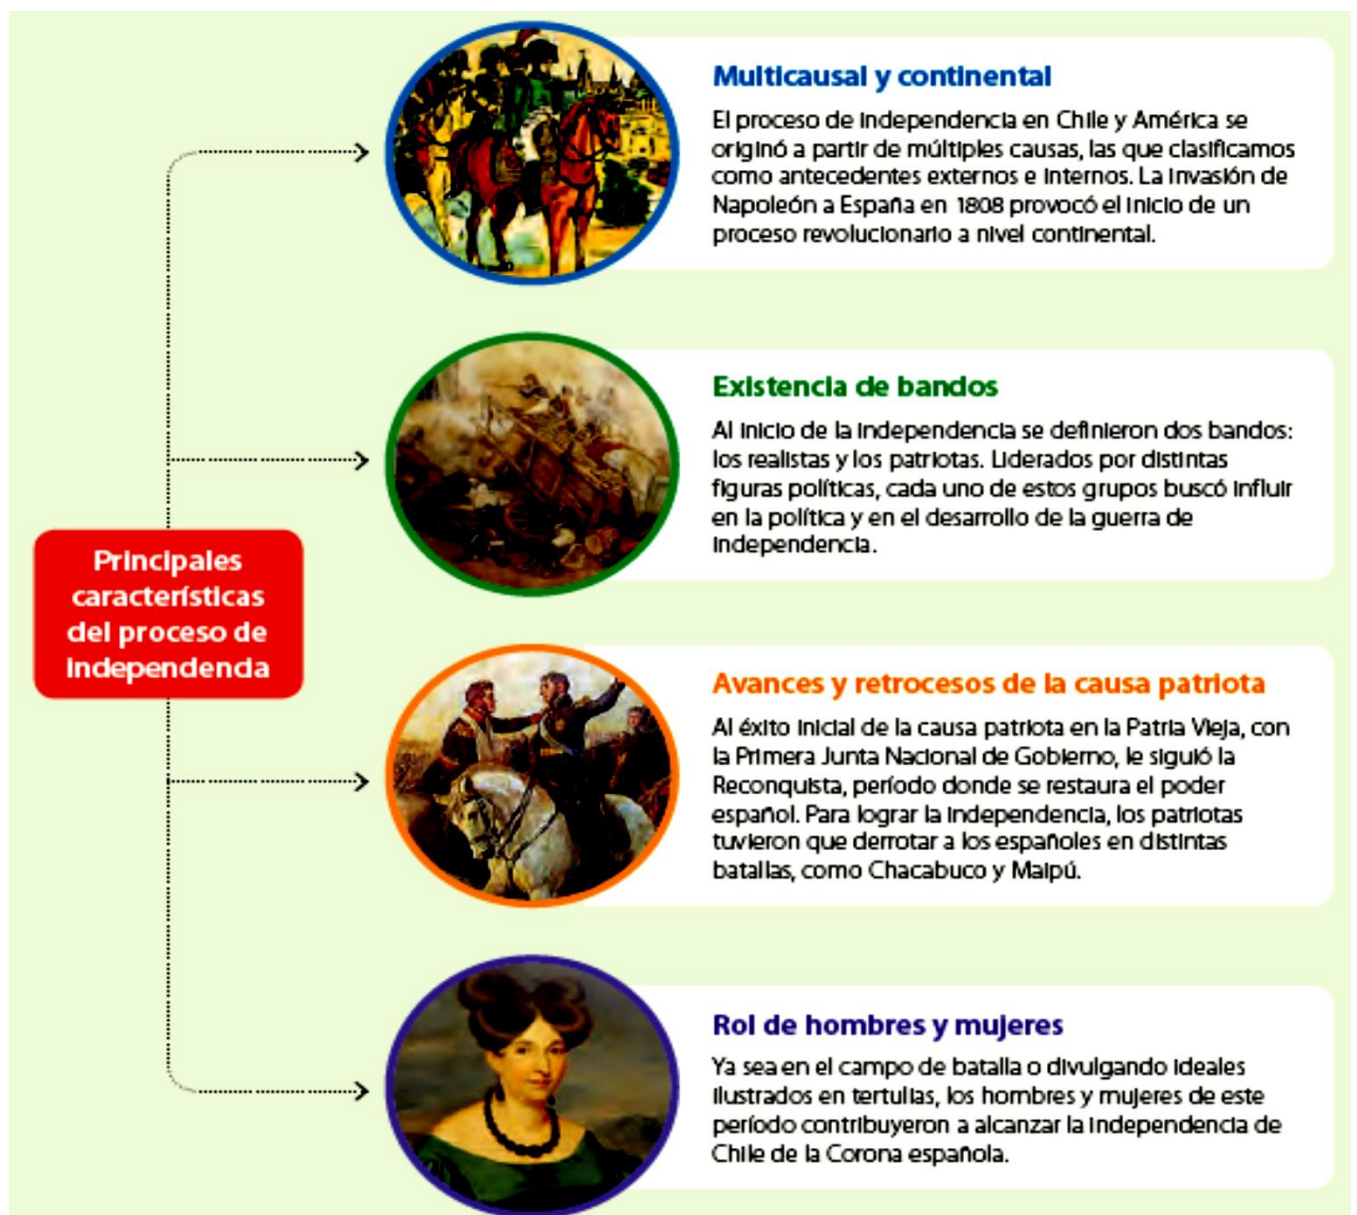 Multicausal y continental
El proceso de independencia en Chile y América se
originó a partir de múltiples causas, las que clasificamos
como antecedentes externos e internos. La invasión de
Napoleón a España en 1808 provocó el inicio de un
proceso revolucionario a nivel continental.
Existencia de bandos
Al inicio de la independencia se definieron dos bandos:
los realistas y los patriotas. Liderados por distintas
figuras políticas, cada uno de estos grupos buscó influir
en la política y en el desarrollo de la guerra de
independencia.
Principales
características
del proceso de
independencia
Avances y retrocesos de la causa patriota
Al éxito inicial de la causa patriota en la Patria Vieja, con
la Primera Junta Nacional de Gobierno, le siguió la
Reconquista, período donde se restaura el poder
español. Para lograr la independencia, los patriotas
tuvieron que derrotar a los españoles en distintas
batallas, como Chacabuco y Maipú.
Rol de hombres y mujeres
Ya sea en el campo de batalla o divulgando ideales
ilustrados en tertulias, los hombres y mujeres de este
período contribuyeron a alcanzar la independencia de
Chile de la Corona española.